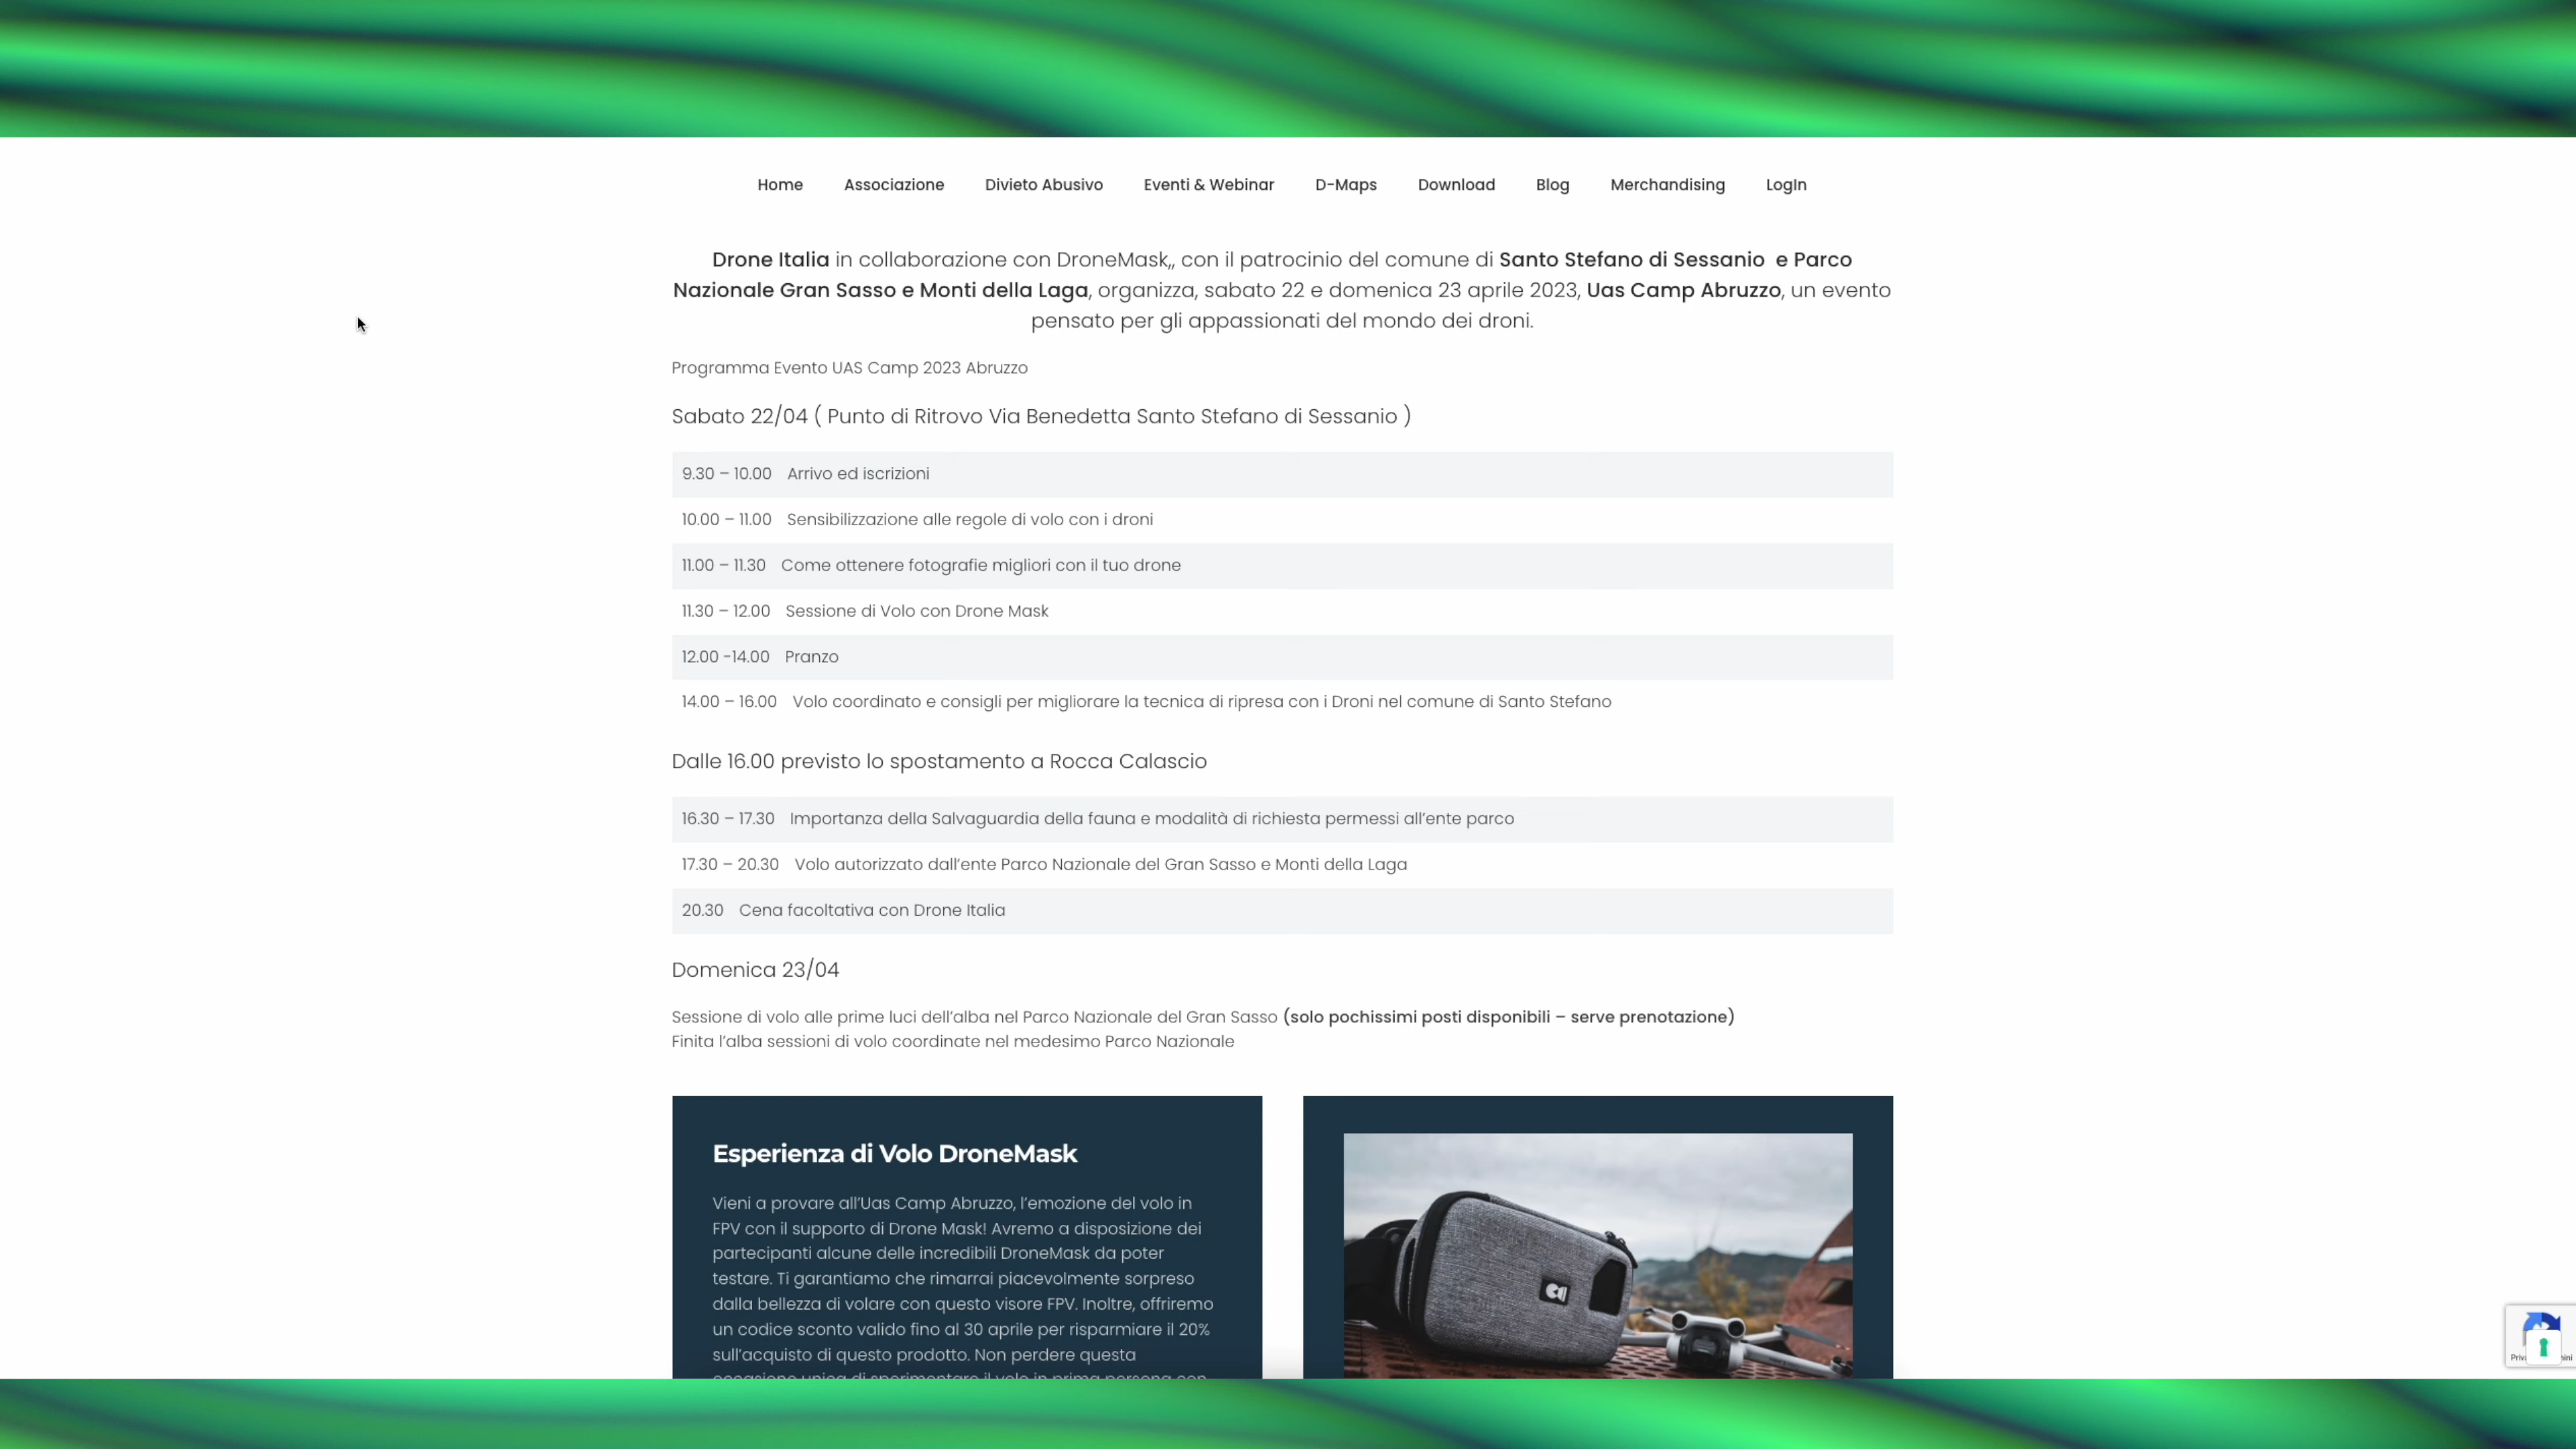 Home Associazione Divieto Abusivo Eventi & Webinar D-Maps Download Blog Merchandising LogIn
Drone Italia in collaborazione con DroneMask,, con il patrocinio del comune di Santo Stefano di Sessanio e Parco
Nazionale Gran Sasso e Monti della Laga, organizza, sabato 22 e domenica 23 aprile 2023, Uas Camp Abruzzo, un evento
pensato per gli appassionati del mondo dei droni.
Programma Evento UAS Camp 2023 Abruzzo
Sabato 22/04 ( Punto di Ritrovo Via Benedetta Santo Stefano di Sessanio )
9.30 – 10.00 Arrivo ed iscrizioni
10.00 – 11.00 Sensibilizzazione alle regole di volo con i droni
11.00 – 11.30 Come ottenere fotografie migliori con il tuo drone
11.30 – 12.00 Sessione di Volo con Drone Mask
12.00 -14.00 Pranzo
14.00 – 16.00 Volo coordinato e consigli per migliorare la tecnica di ripresa con i Droni nel comune di Santo Stefano
Dalle 16.00 previsto lo spostamento a Rocca Calascio
16.30 – 17.30 Importanza della Salvaguardia della fauna e modalità di richiesta permessi all’ente parco
17.30 – 20.30 Volo autorizzato dall’ente Parco Nazionale del Gran Sasso e Monti della Laga
20.30 Cena facoltativa con Drone Italia
Domenica 23/04
Sessione di volo alle prime luci dell’alba nel Parco Nazionale del Gran Sasso (solo pochissimi posti disponibili – serve prenotazione)
Finita l’alba sessioni di volo coordinate nel medesimo Parco Nazionale
Esperienza di Volo DroneMask
Vieni a provare all’Uas Camp Abruzzo, l’emozione del volo in
FPV con il supporto di Drone Mask! Avremo a disposizione dei
partecipanti alcune delle incredibili DroneMask da poter
testare. Ti garantiamo che rimarrai piacevolmente sorpreso
dalla bellezza di volare con questo visore FPV. Inoltre, offriremo
un codice sconto valido fino al 30 aprile per risparmiare il 20%
sull’acquisto di questo prodotto. Non perdere questa
occasione unica di sperimentare il volo in prima persona con